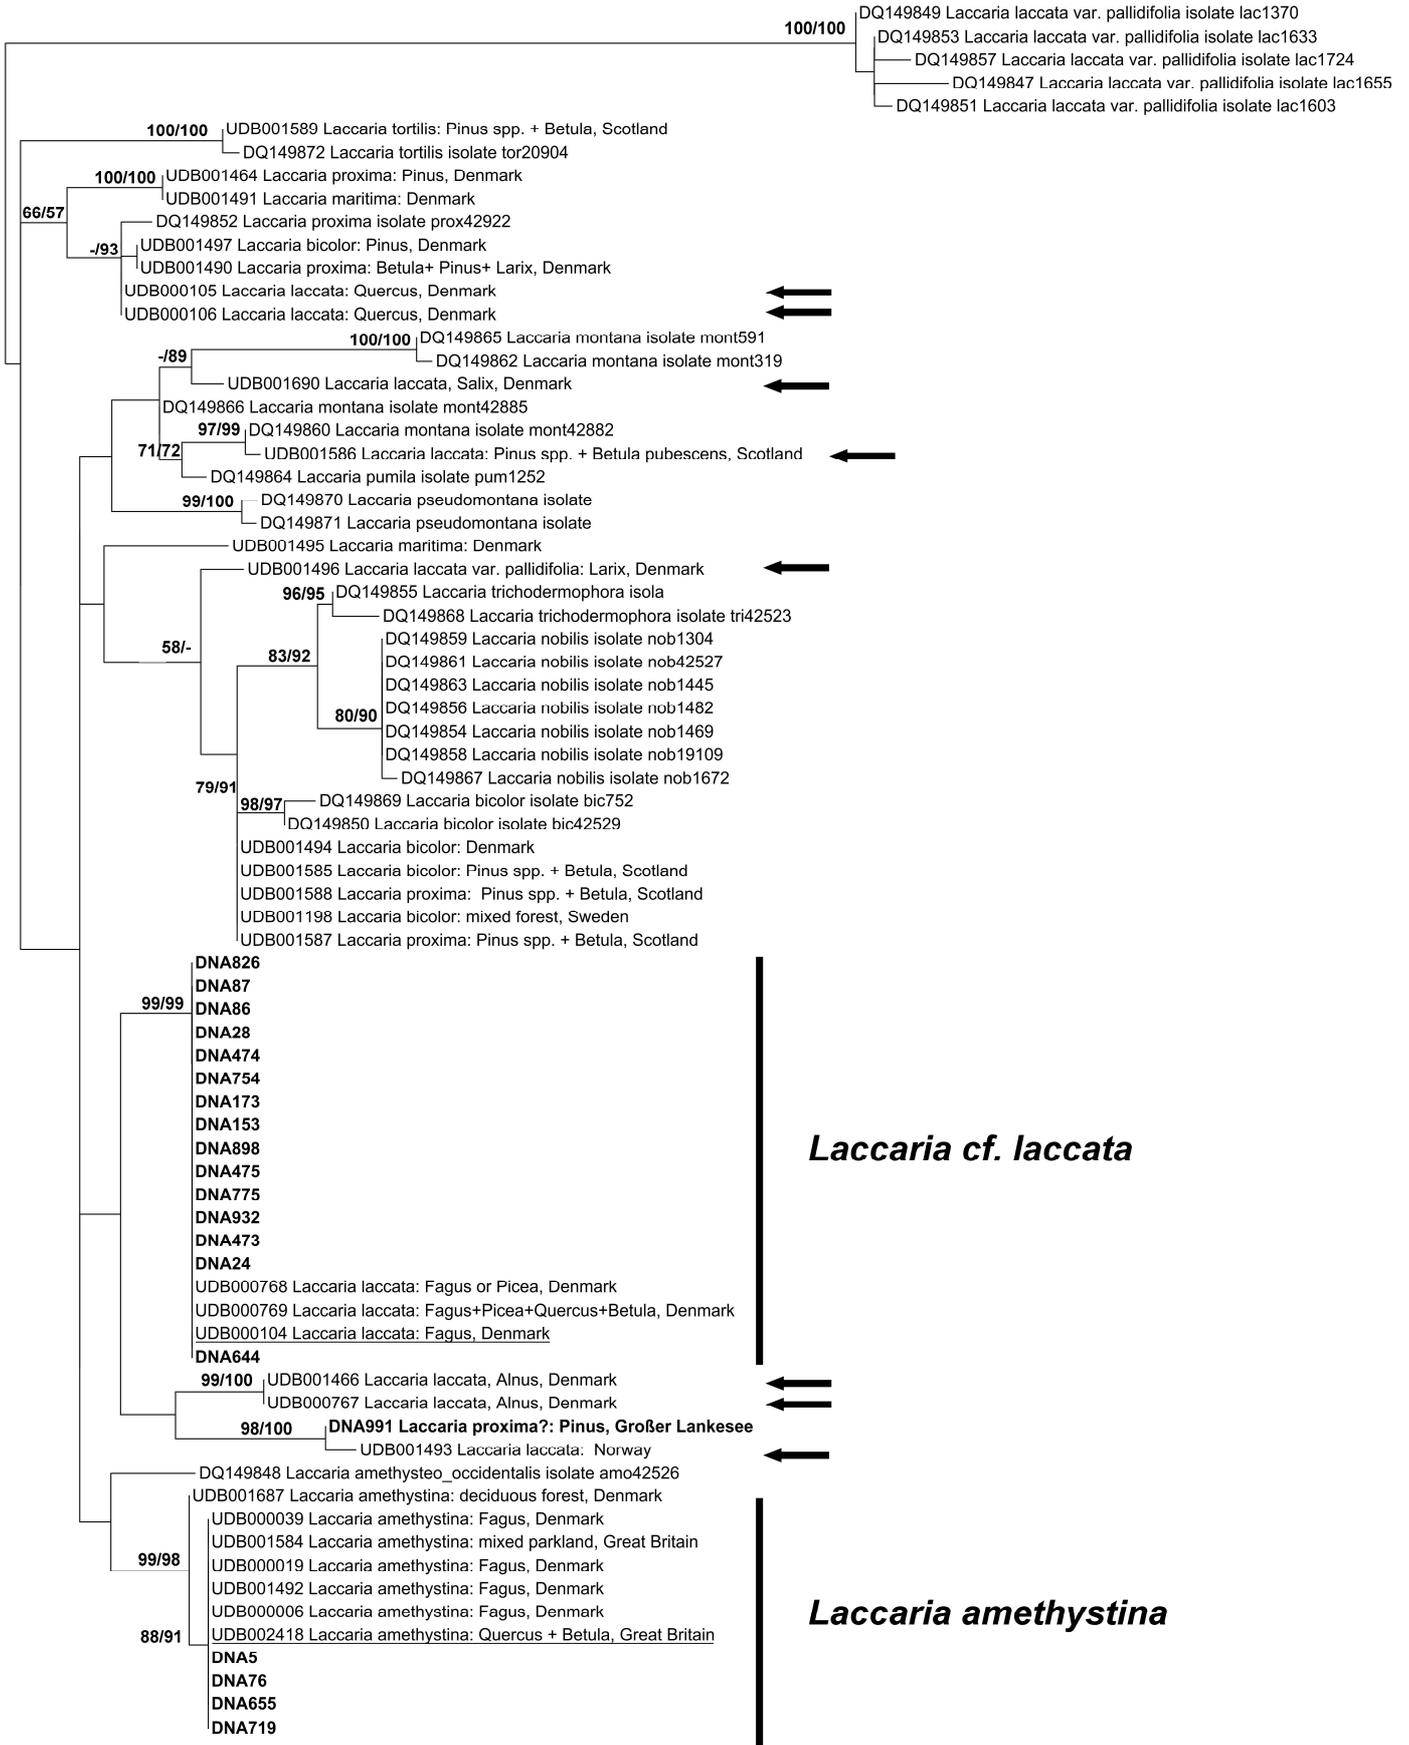 DQ149849 Laccaria laccata var. pallidifolia isolate lac1370
100/100
DQ149853 Laccaria laccata var. pallidifolia isolate lac1633
DQ149857 Laccaria laccata var. pallidifolia isolate lac1724
DQ149847 Laccaria laccata var. pallidifolia isolate lac1655
DQ149851 Laccaria laccata var. pallidifolia isolate lac1603
100/100
UDB001589 Laccaria tortilis: Pinus spp. + Betula, Scotland
DQ149872 Laccaria tortilis isolate tor20904
100/100
UDB001464 Laccaria proxima: Pinus, Denmark
UDB001491 Laccaria maritima: Denmark
66/57
DQ149852 Laccaria proxima isolate prox42922
-/93
UDB001497 Laccaria bicolor: Pinus, Denmark
UDB001490 Laccaria proxima: Betula+ Pinus+ Larix, Denmark
UDB000105 Laccaria laccata: Quercus, Denmark
UDB000106 Laccaria laccata: Quercus, Denmark
100/100
DQ149865 Laccaria montana isolate mont591
-/89
DQ149862 Laccaria montana isolate mont319
UDB001690 Laccaria laccata, Salix, Denmark
DQ149866 Laccaria montana isolate mont42885
97/99
DQ149860 Laccaria montana isolate mont42882
71/72
UDB001586 Laccaria laccata: Pinus spp. + Betula pubescens, Scotland
DQ149864 Laccaria pumila isolate pum1252
99/100
DQ149870 Laccaria pseudomontana isolate
DQ149871 Laccaria pseudomontana isolate
UDB001495 Laccaria maritima: Denmark
UDB001496 Laccaria laccata var. pallidifolia: Larix, Denmark
96/95
DQ149855 Laccaria trichodermophora isola
DQ149868 Laccaria trichodermophora isolate tri42523
DQ149859 Laccaria nobilis isolate nob1304
58/-
83/92
DQ149861 Laccaria nobilis isolate nob42527
DQ149863 Laccaria nobilis isolate nob1445
DQ149856 Laccaria nobilis isolate nob1482
80/90
DQ149854 Laccaria nobilis isolate nob1469
DQ149858 Laccaria nobilis isolate nob19109
DQ149867 Laccaria nobilis isolate nob1672
79/91
98/97
DQ149869 Laccaria bicolor isolate bic752
DQ149850 Laccaria bicolor isolate bic42529
UDB001494 Laccaria bicolor: Denmark
UDB001585 Laccaria bicolor: Pinus spp. + Betula, Scotland
UDB001588 Laccaria proxima: Pinus spp. + Betula, Scotland
UDB001198 Laccaria bicolor: mixed forest, Sweden
UDB001587 Laccaria proxima: Pinus spp. + Betula, Scotland
DNA826
DNA87
99/99
DNA86
DNA28
DNA474
DNA754
DNA173
DNA153
DNA898
Laccaria cf. laccata
DNA475
DNA775
DNA932
DNA473
DNA24
UDB000768 Laccaria laccata: Fagus or Picea, Denmark
UDB000769 Laccaria laccata: Fagus+Picea+Quercus+Betula, Denmark
UDB000104 Laccaria laccata: Fagus, Denmark
DNA644
99/100
UDB001466 Laccaria laccata, Alnus, Denmark
UDB000767 Laccaria laccata, Alnus, Denmark
98/100
DNA991 Laccaria proxima?: Pinus, Großer Lankesee
UDB001493 Laccaria laccata: Norway
DQ149848 Laccaria amethysteo_occidentalis isolate amo42526
UDB001687 Laccaria amethystina: deciduous forest, Denmark
UDB000039 Laccaria amethystina: Fagus, Denmark
UDB001584 Laccaria amethystina: mixed parkland, Great Britain
99/98
UDB000019 Laccaria amethystina: Fagus, Denmark
UDB001492 Laccaria amethystina: Fagus, Denmark
UDB000006 Laccaria amethystina: Fagus, Denmark
Laccaria amethystina
88/91
UDB002418 Laccaria amethystina: Quercus + Betula, Great Britain
DNA5
DNA76
DNA655
DNA719